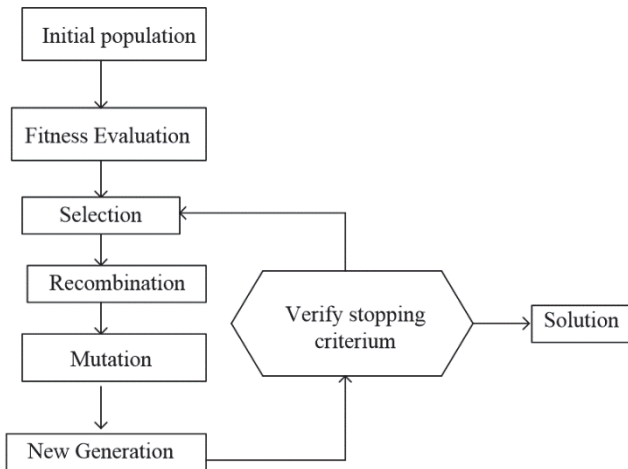 Initial population
Fitness Evaluation
Selection
Recombination
Mutation
New Generation
Verify stopping
criterium
Solution